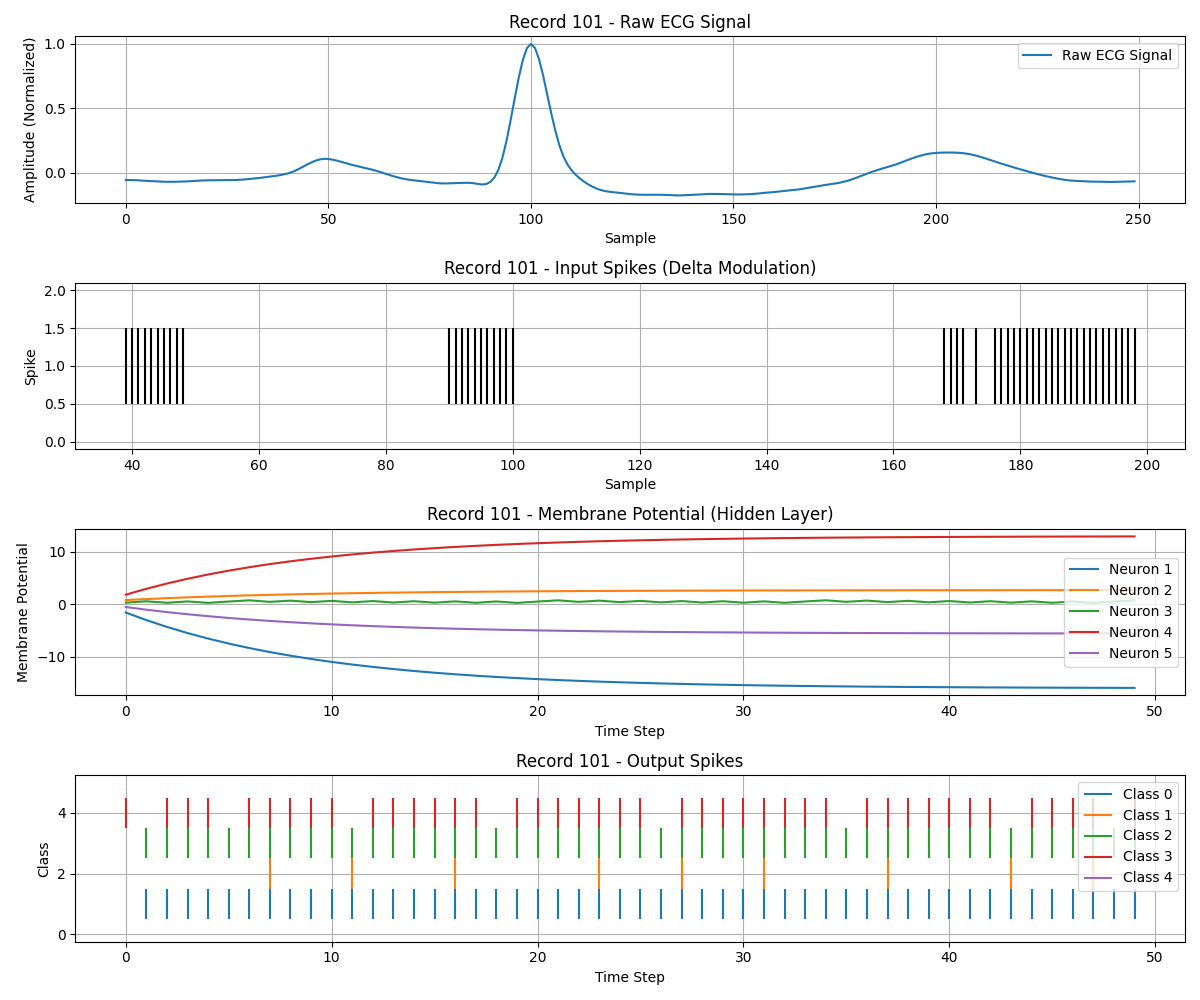 Record 101 - Raw ECG Signal
Amplitude (Normalized)
1.0
0.5
0.0
Raw ECG Signal
0 50 100 150 200 250
Sample
Record 101 - Input Spikes (Delta Modulation)
Spike
2.0
1.5
1.0
0.5
0.0
40 60 80 100 120 140 160 180 200
Sample
Record 101 - Membrane Potential (Hidden Layer)
Membrane Potential
10
0
−10
Neuron 1
Neuron 2
Neuron 3
Neuron 4
Neuron 5
0 10 20 30 40 50
Time Step
Record 101 - Output Spikes
Class
4
2
0
Class 0
Class 1
Class 2
Class 3
Class 4
0 10 20 30 40 50
Time Step